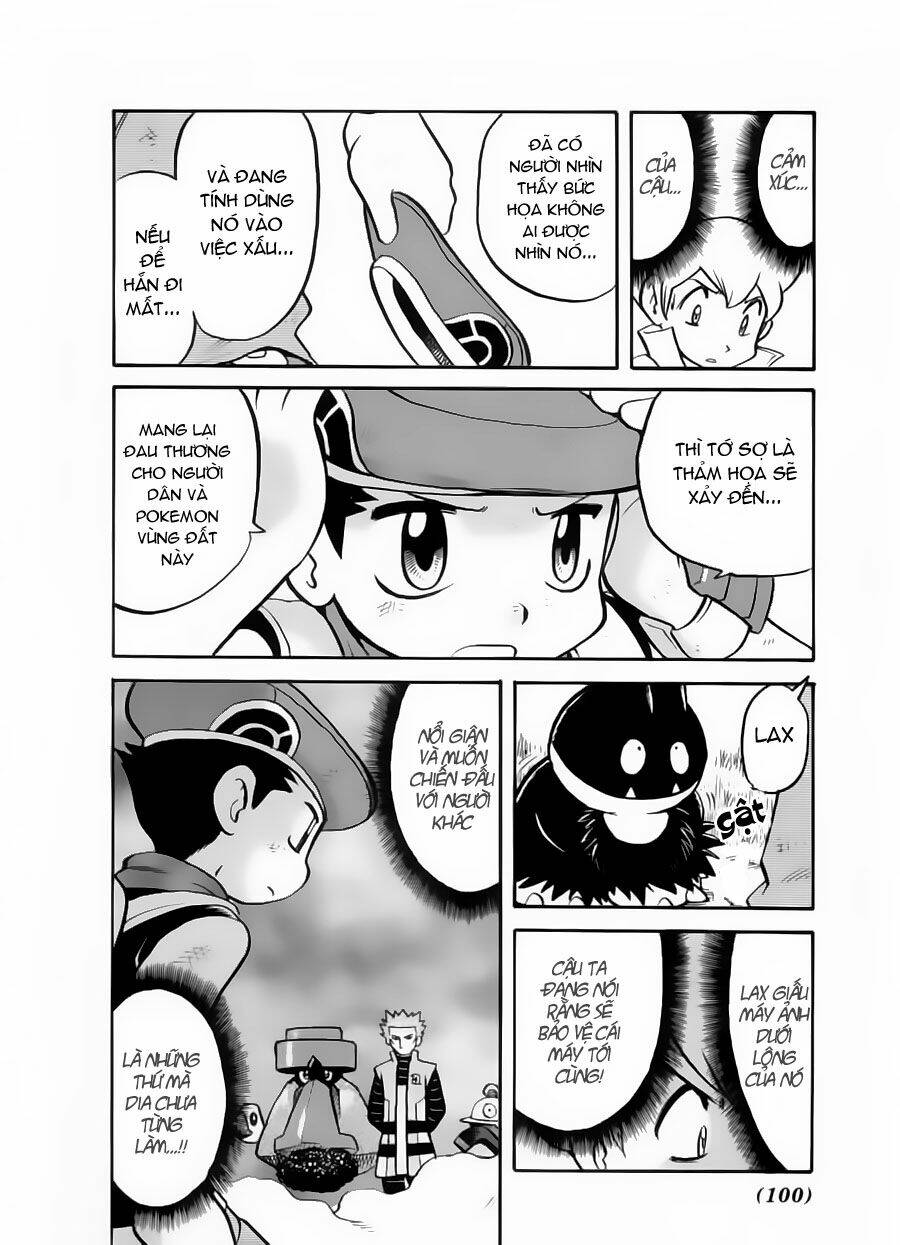 CẢM
XÚC...
CỦA
CẬU...
ĐÃ CÓ
NGƯỜI NHÌN
THẤY BỨC
HỌA KHÔNG
AI ĐƯỢC
NHÌN NÓ...
VÀ ĐANG
TÍNH DÙNG
NÓ VÀO
VIỆC XẤU...
NẾU
ĐỂ
HẮN ĐI
MẤT...
THÌ TỚ SỢ LÀ
THẢM HỌA SẼ
XẢY ĐẾN...
MANG LẠI
ĐAU THƯƠNG
CHO NGƯỜI
DÂN VÀ
POKEMON
VÙNG ĐẤT
NÀY
LAX
gật
LAX GIẤU
MÁY ẢNH
DƯỚI
LÔNG
CỦA NÓ
CẬU TA
ĐANG NÓI
RẰNG SẼ
BẢO VỆ CÁI
MÁY TỚI
CÙNG!
NỔI GIẬN
VÀ MUỐN
CHIẾN ĐẤU
VỚI NGƯỜI
KHÁC
LÀ NHỮNG
THỨ MÀ
DIA CHƯA
TỪNG
LÀM...!!
(100)